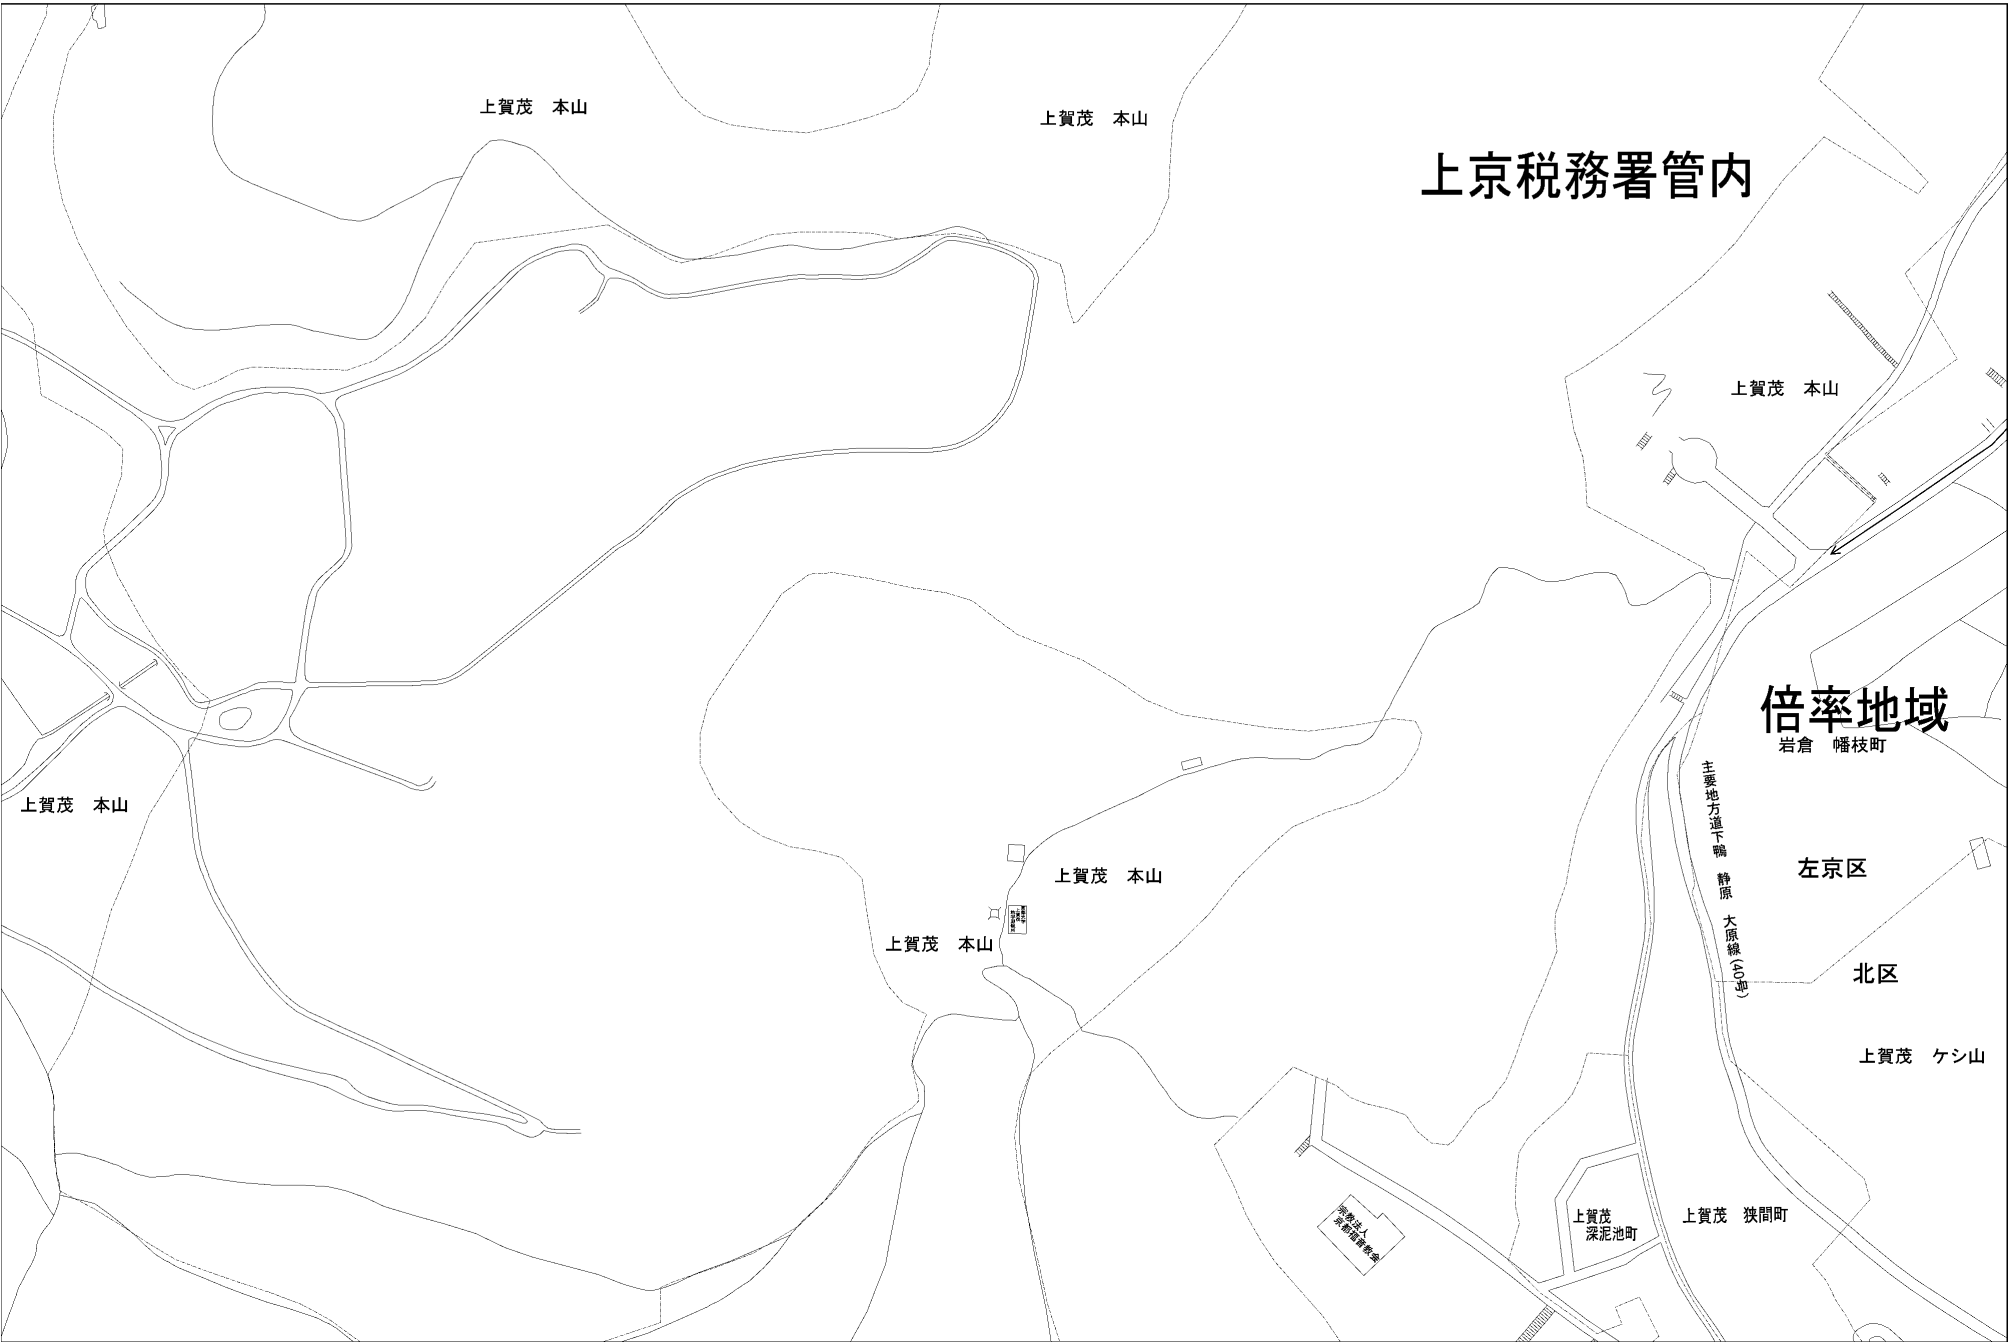 上賀茂　本山
上賀茂　本山
上京税務署管内
上賀茂　本山
倍率地域
岩倉　幡枝町
主要地方道下鴨　静原　大原線(40号)
上賀茂　本山
左京区
上賀茂　本山
上賀茂　本山
北区
上賀茂　ケシ山
上賀茂
深泥池町
上賀茂　狭間町
宗教法人
京都福音教会